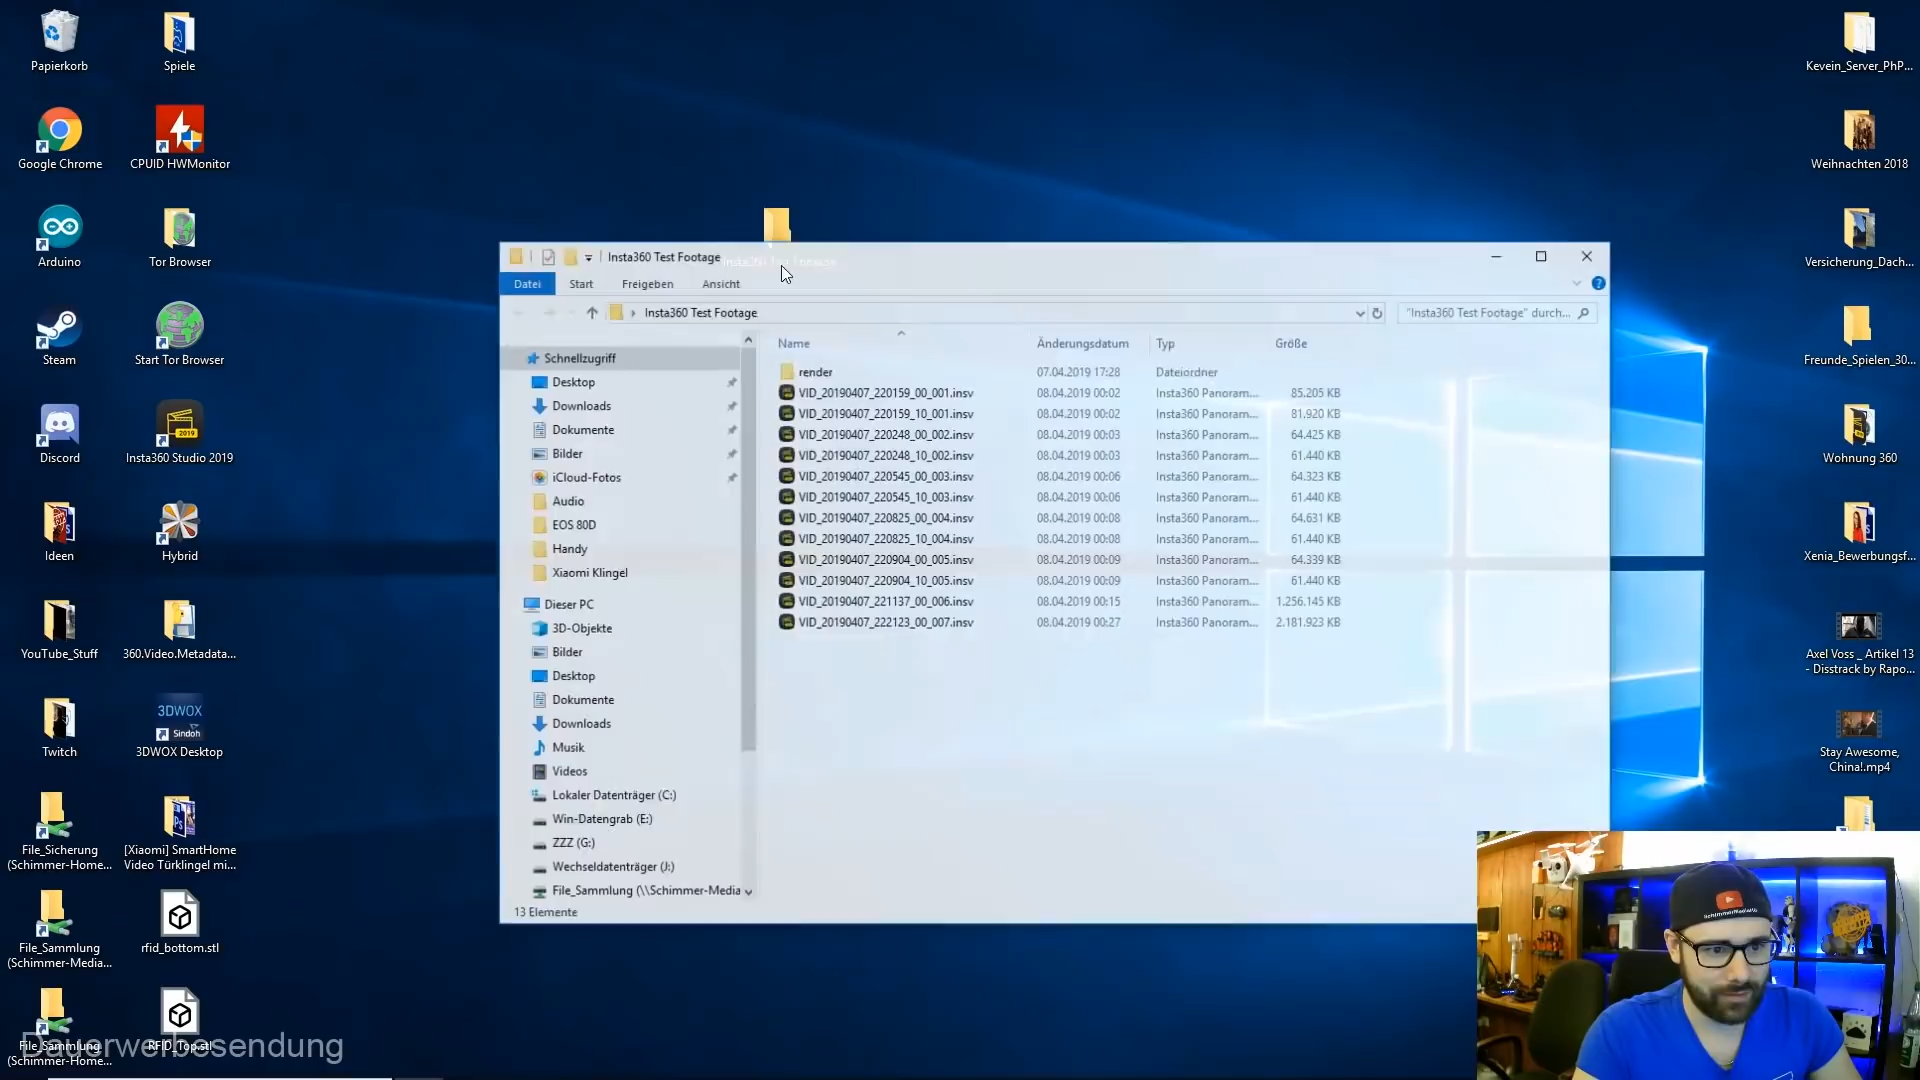 Papierkorb
Spiele
Google Chrome
CPUID HWMonitor
Arduino
Tor Browser
Steam
Start Tor Browser
Discord
Insta360 Studio 2019
2019
Ideen
Hybrid
YouTube_Stuff
360.Video.Metadata...
Twitch
3DWOX
Sindoh
3DWOX Desktop
File_Sicherung
(Schimmer-Home...
[Xiaomi] SmartHome
Video Türklingel mi...
File_Sammlung
(Schimmer-Media...
rfid_bottom.stl
File_Sammlung
(Schimmer-Home...
RFID_Top.stl
Dauerwerbesendung
Insta360 Test Footage
Datei
Start
Freigeben
Ansicht
Insta360 Test Footage
"Insta360 Test Footage" durch...
Schnellzugriff
Desktop
Downloads
Dokumente
Bilder
iCloud-Fotos
Audio
EOS 80D
Handy
Xiaomi Klingel
Dieser PC
3D-Objekte
Bilder
Desktop
Dokumente
Downloads
Musik
Videos
Lokaler Datenträger (C:)
Win-Datengrab (E:)
ZZZ (G:)
Wechseldatenträger (J:)
File_Sammlung (\\Schimmer-Media
13 Elemente
Name Änderungsdatum Typ Größe
render 07.04.2019 17:28 Dateiordner
VID_20190407_220159_00_001.insv 08.04.2019 00:02 Insta360 Panoram... 85.205 KB
VID_20190407_220159_10_001.insv 08.04.2019 00:02 Insta360 Panoram... 81.920 KB
VID_20190407_220248_00_002.insv 08.04.2019 00:03 Insta360 Panoram... 64.425 KB
VID_20190407_220248_10_002.insv 08.04.2019 00:03 Insta360 Panoram... 61.440 KB
VID_20190407_220545_00_003.insv 08.04.2019 00:06 Insta360 Panoram... 64.323 KB
VID_20190407_220545_10_003.insv 08.04.2019 00:06 Insta360 Panoram... 61.440 KB
VID_20190407_220825_00_004.insv 08.04.2019 00:08 Insta360 Panoram... 64.631 KB
VID_20190407_220825_10_004.insv 08.04.2019 00:08 Insta360 Panoram... 61.440 KB
VID_20190407_220904_00_005.insv 08.04.2019 00:09 Insta360 Panoram... 64.339 KB
VID_20190407_220904_10_005.insv 08.04.2019 00:09 Insta360 Panoram... 61.440 KB
VID_20190407_221137_00_006.insv 08.04.2019 00:15 Insta360 Panoram... 1.256.145 KB
VID_20190407_222123_00_007.insv 08.04.2019 00:27 Insta360 Panoram... 2.181.923 KB
Kevein_Server_PhP...
Weihnachten 2018
Versicherung_Dach...
Freunde_Spielen_30...
Wohnung 360
Xenia_Bewerbungsf...
Axel Voss _ Artikel 13
- Disstrack by Rapo...
Stay Awesome,
China!.mp4